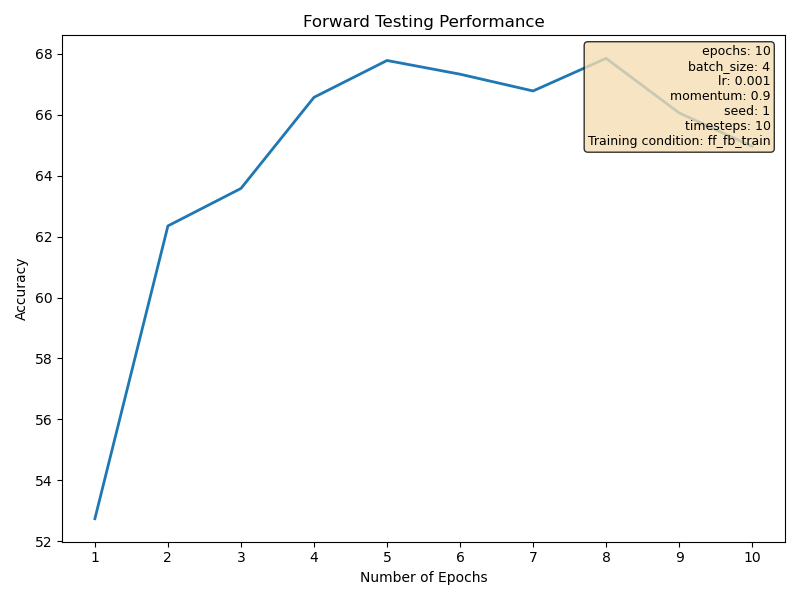 Forward Testing Performance
epochs: 10
batch_size: 4
lr: 0.001
momentum: 0.9
seed: 1
timesteps: 10
Training condition: ff_fb_train
Accuracy
68
66
64
62
60
58
56
54
52
1 2 3 4 5 6 7 8 9 10
Number of Epochs